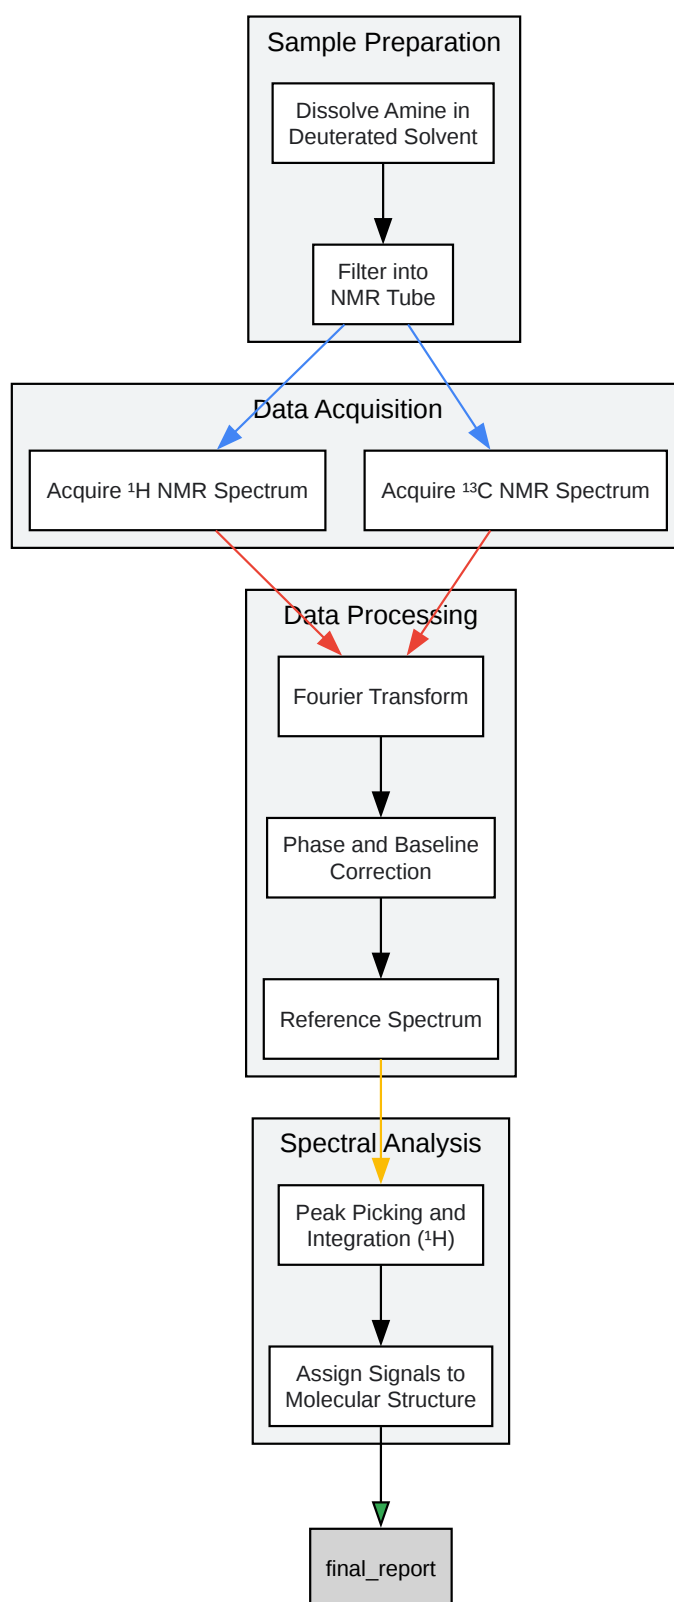 Sample Preparation
Dissolve Amine in
Deuterated Solvent
Filter into
NMR Tube
Data Acquisition
Acquire ¹H NMR Spectrum
Acquire ¹³C NMR Spectrum
Data Processing
Fourier Transform
Phase and Baseline
Correction
Reference Spectrum
Spectral Analysis
Peak Picking and
Integration (¹H)
Assign Signals to
Molecular Structure
final_report